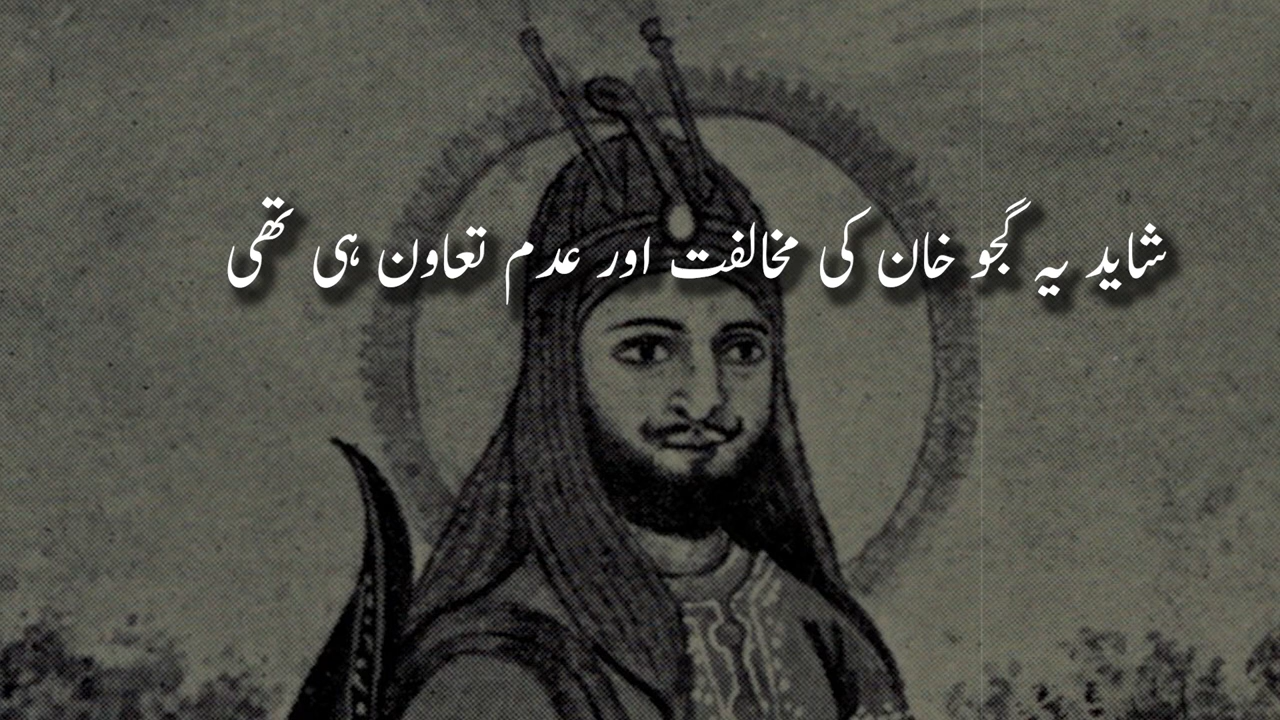 شاید یہ گجو خان کی مخالفت اور عدم تعاون ہی تھی